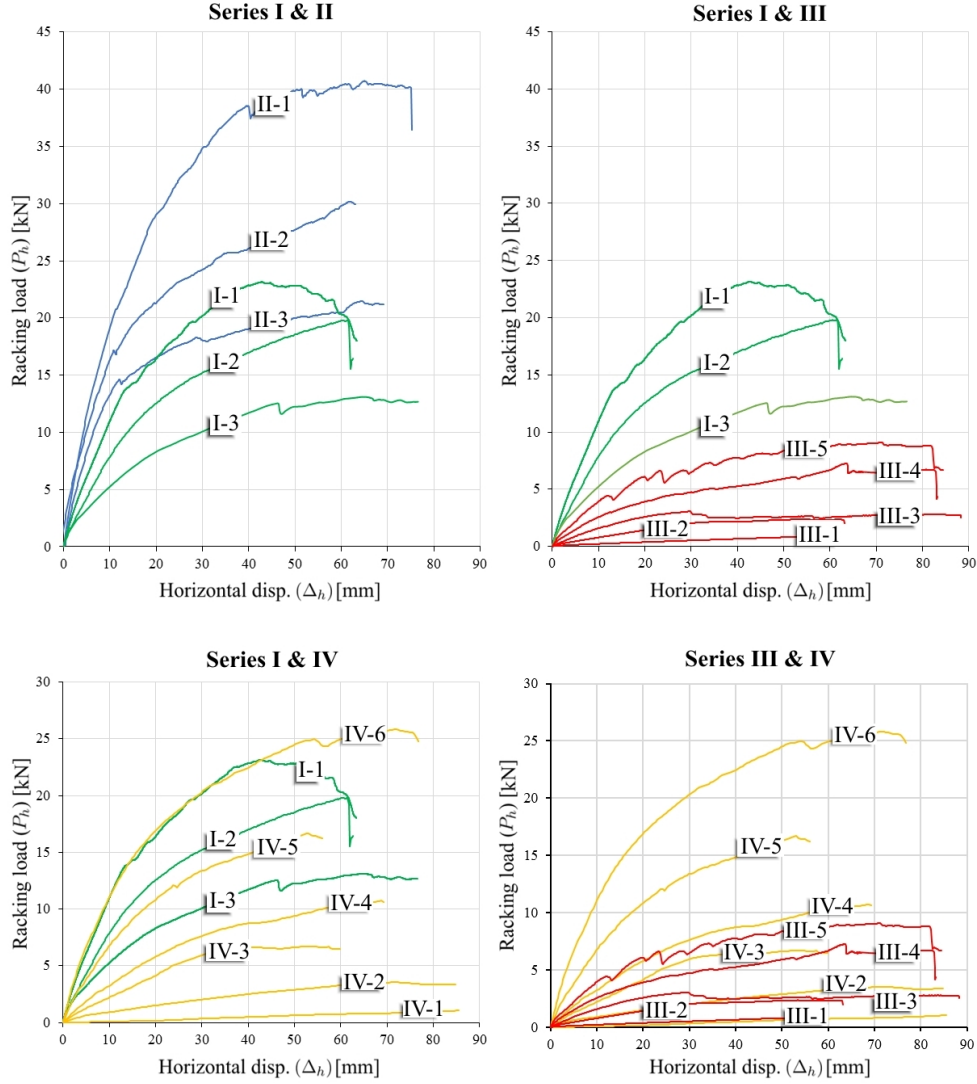 Series I & II
45
40
35
30
25
20
15
10
5
0
0 10 20 30 40 50 60 70 80 90
Racking load (Pₕ) [kN]
Horizontal disp. (Δₕ) [mm]
II-1
II-2
I-1
II-3
I-2
I-3
Series I & III
45
40
35
30
25
20
15
10
5
0
0 10 20 30 40 50 60 70 80 90
Racking load (Pₕ) [kN]
Horizontal disp. (Δₕ) [mm]
I-1
I-2
I-3
III-5
III-4
III-3
III-2
III-1
Series I & IV
30
25
20
15
10
5
0
0 10 20 30 40 50 60 70 80 90
Racking load (Pₕ) [kN]
Horizontal disp. (Δₕ) [mm]
IV-6
I-1
I-2
IV-5
I-3
IV-4
IV-3
IV-2
IV-1
Series III & IV
30
25
20
15
10
5
0
0 10 20 30 40 50 60 70 80 90
Racking load (Pₕ) [kN]
Horizontal disp. (Δₕ) [mm]
IV-6
IV-5
IV-4
III-5
IV-3
III-4
IV-2
III-3
III-2
III-1